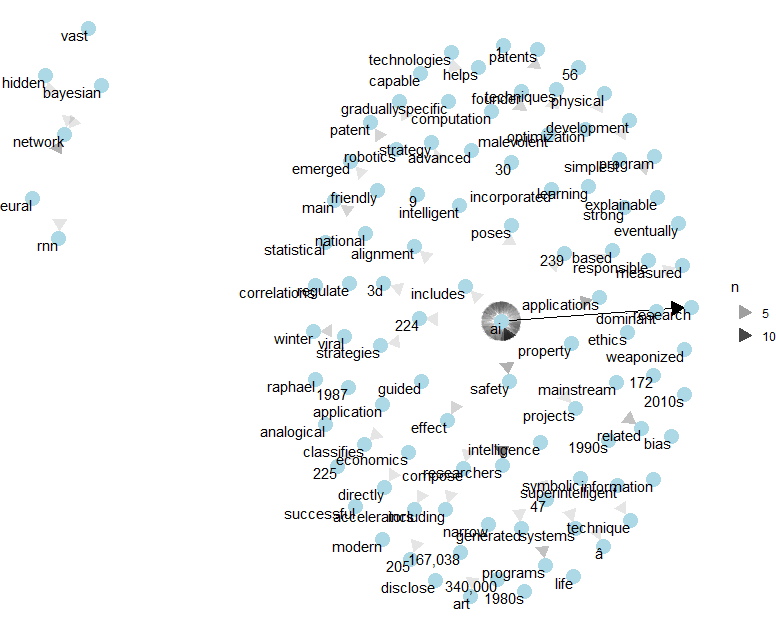 vast
technologies
1
patents
hidden
bayesian
capable
helps
56
gradually
specific
founder
techniques
physical
network
patent
computation
malevolent
optimization
development
robotics
strategy
advanced
emerged
30
simplest
program
eural
main
friendly
9
intelligent
incorporated
learning
explainable
strong
rnn
statistical
national
alignment
poses
eventually
239
based
responsible
measured
correlations
regulate
3d
includes
applications
n
224
ai
dominant
research
5
winter
viral
strategies
property
ethics
weaponized
10
raphael
1987
guided
safety
mainstream
172
application
2010s
analogical
effect
projects
classifies
economics
intelligence
1990s
related
bias
225
compose
researchers
directly
symbolic
information
superintelligent
successful
accelerators
including
47
modern
narrow
generated
systems
technique
205
167,038
â
disclose
340,000
programs
life
art
1980s